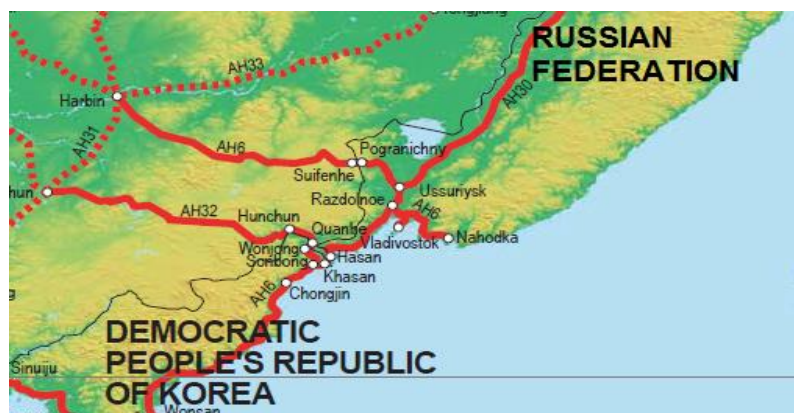 RUSSIAN
FEDERATION
AH33
AH30
Harbin
AH31
AH6
Pogranichny
Suifenhe
Ussuriysk
Razdolnoe
AH6
hun
AH32
Hunchun
Quanhe
Vladivostok
Nahodka
Wonjong
Hasan
Sonbong
Khasan
AH6
Chongjin
DEMOCRATIC
PEOPLE'S REPUBLIC
OF KOREA
Sinuiju
Wonsan